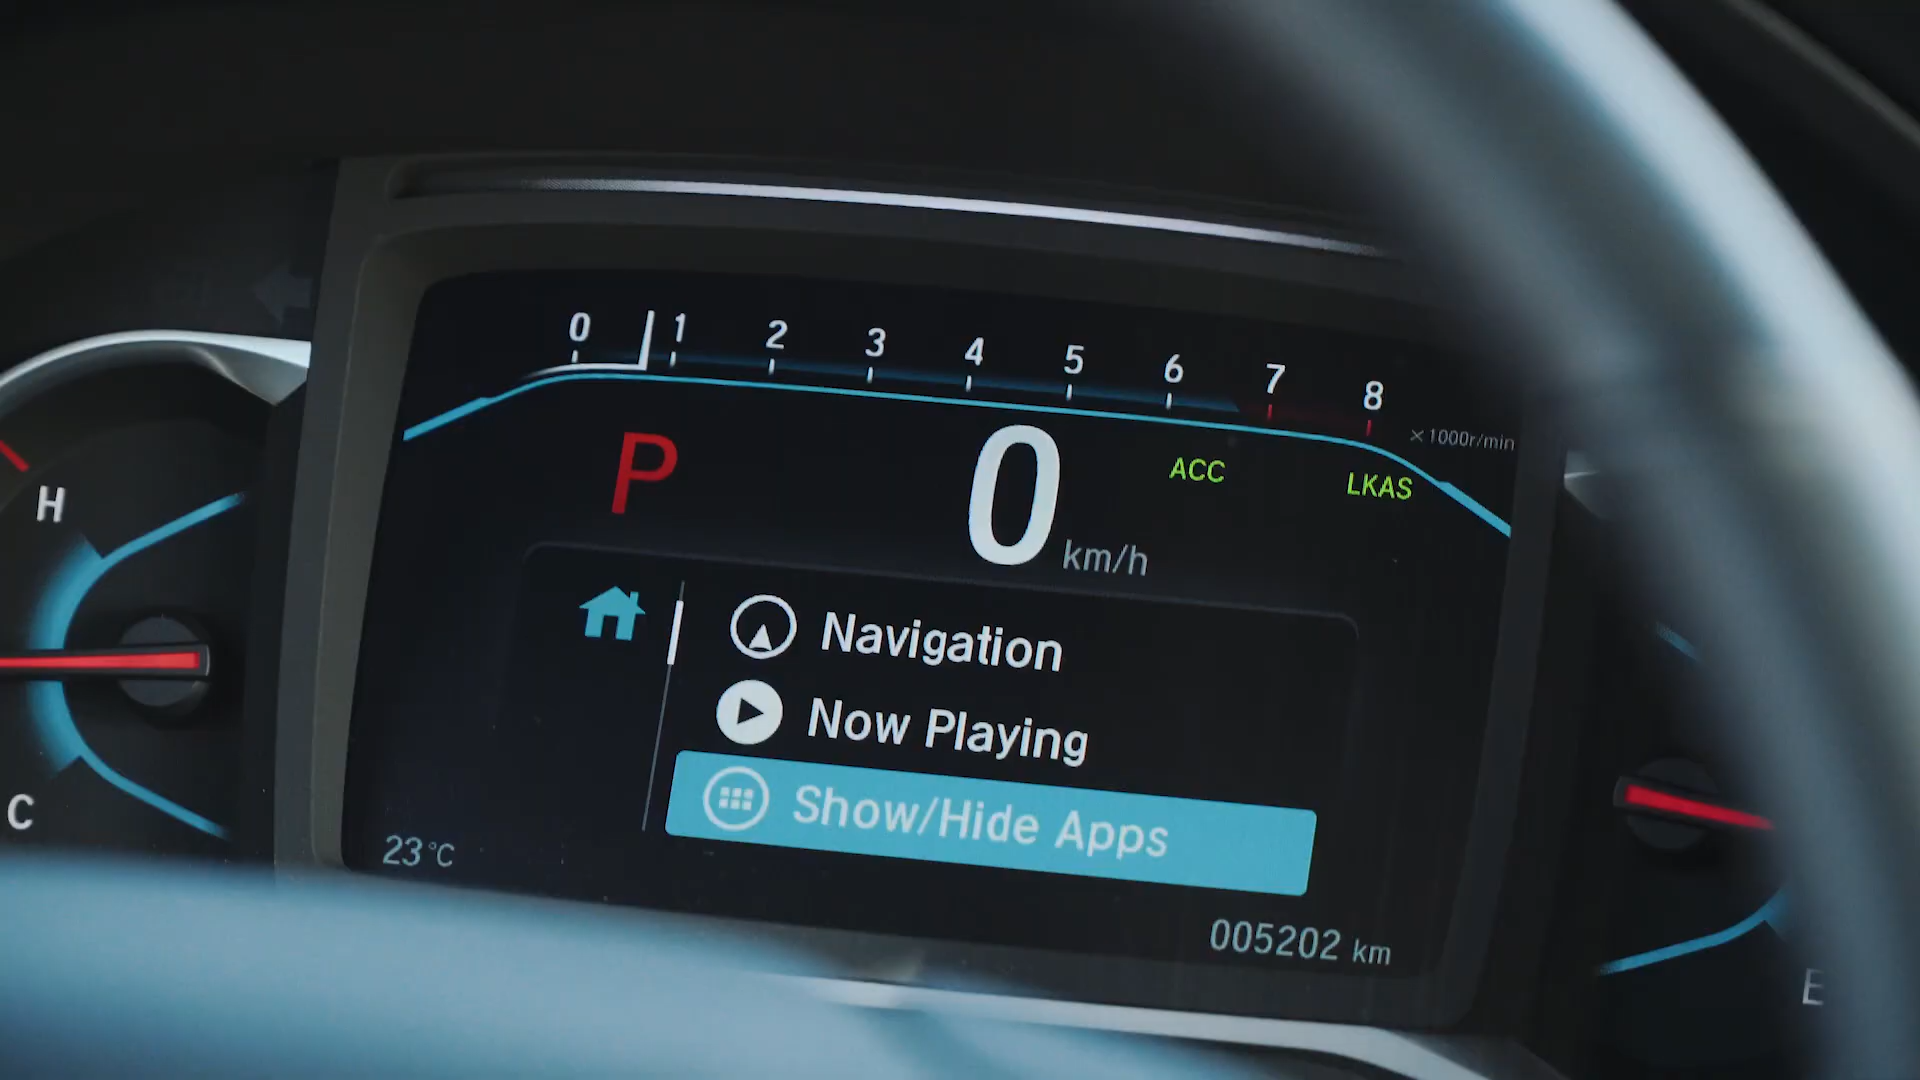 0 1 2 3 4 5 6 7 8
×1000r/min
P 0 km/h ACC LKAS
H
C
Navigation
Now Playing
Show/Hide Apps
23°C
005202 km
E